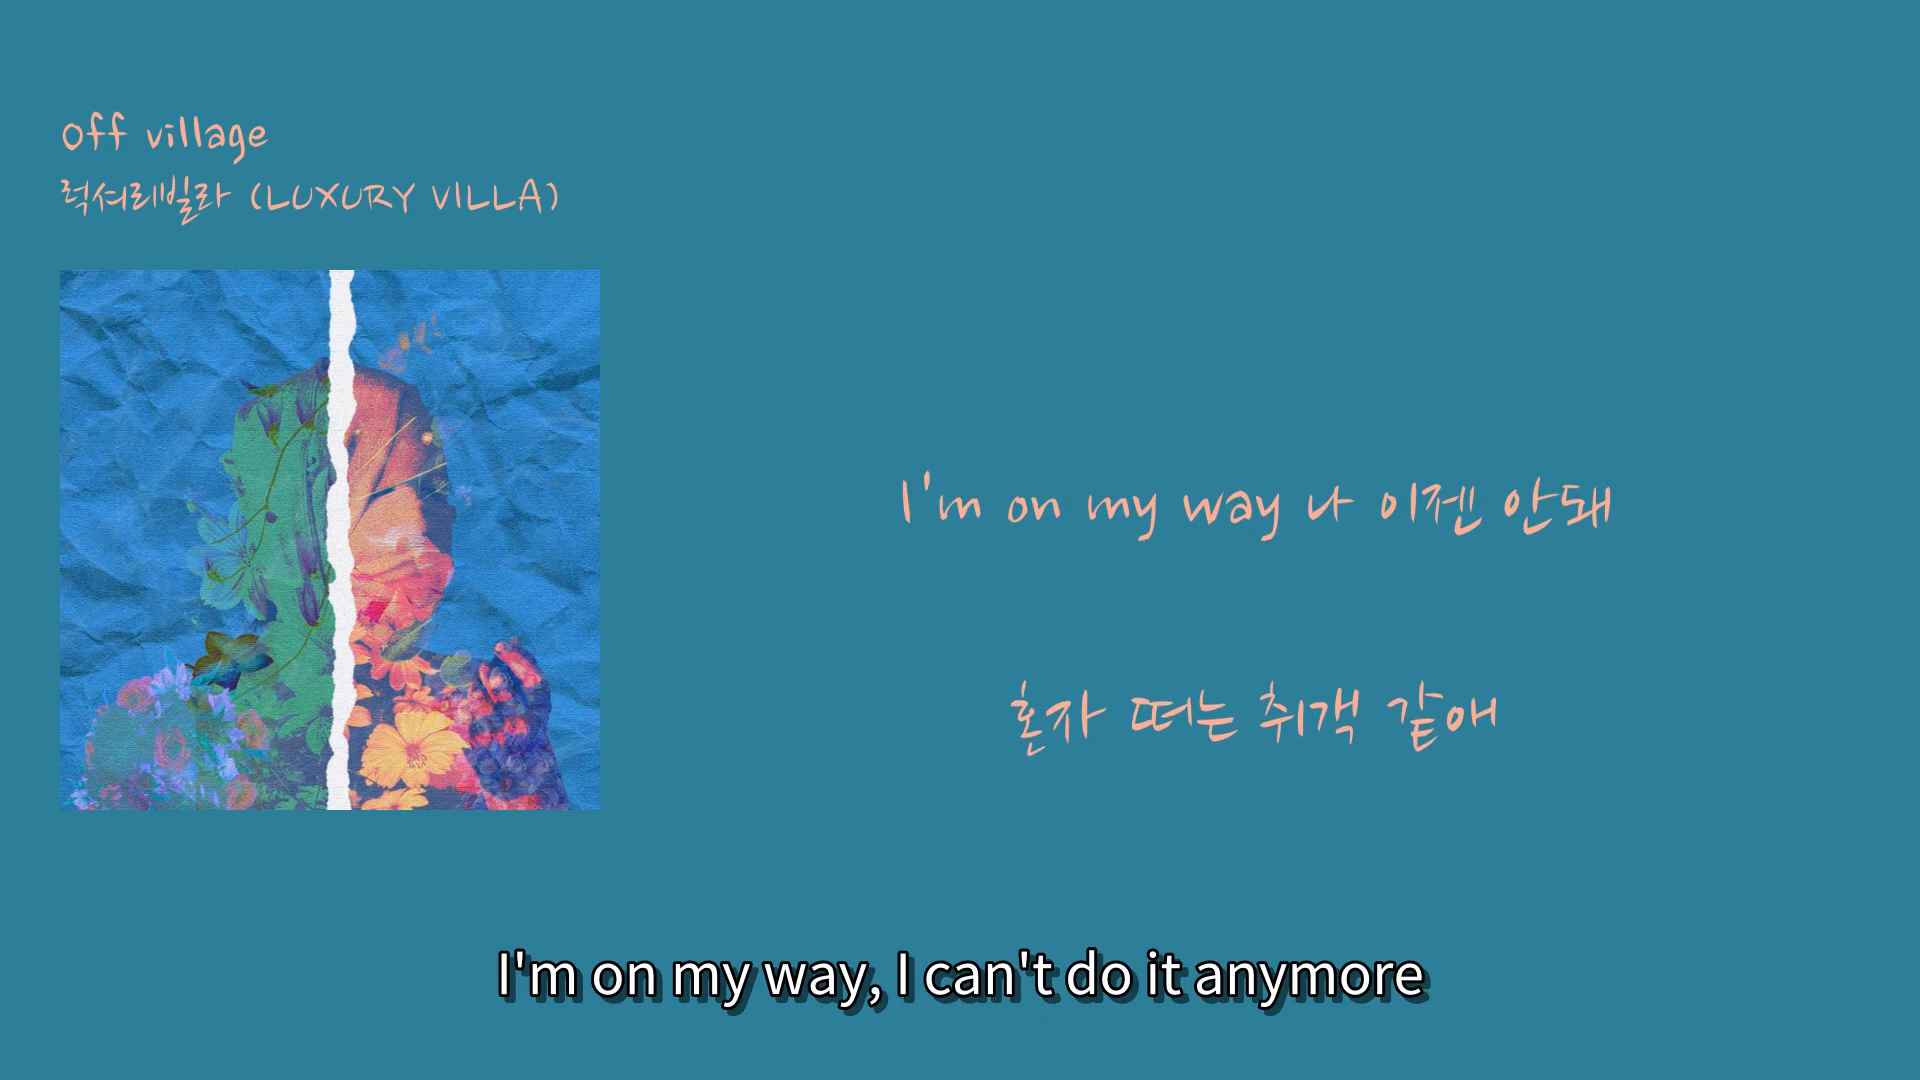 Off village
럭셔리빌라 (LUXURY VILLA)
I'm on my way 나 이젠 안돼
혼자 떠는 취객 같애
I'm on my way, I can't do it anymore